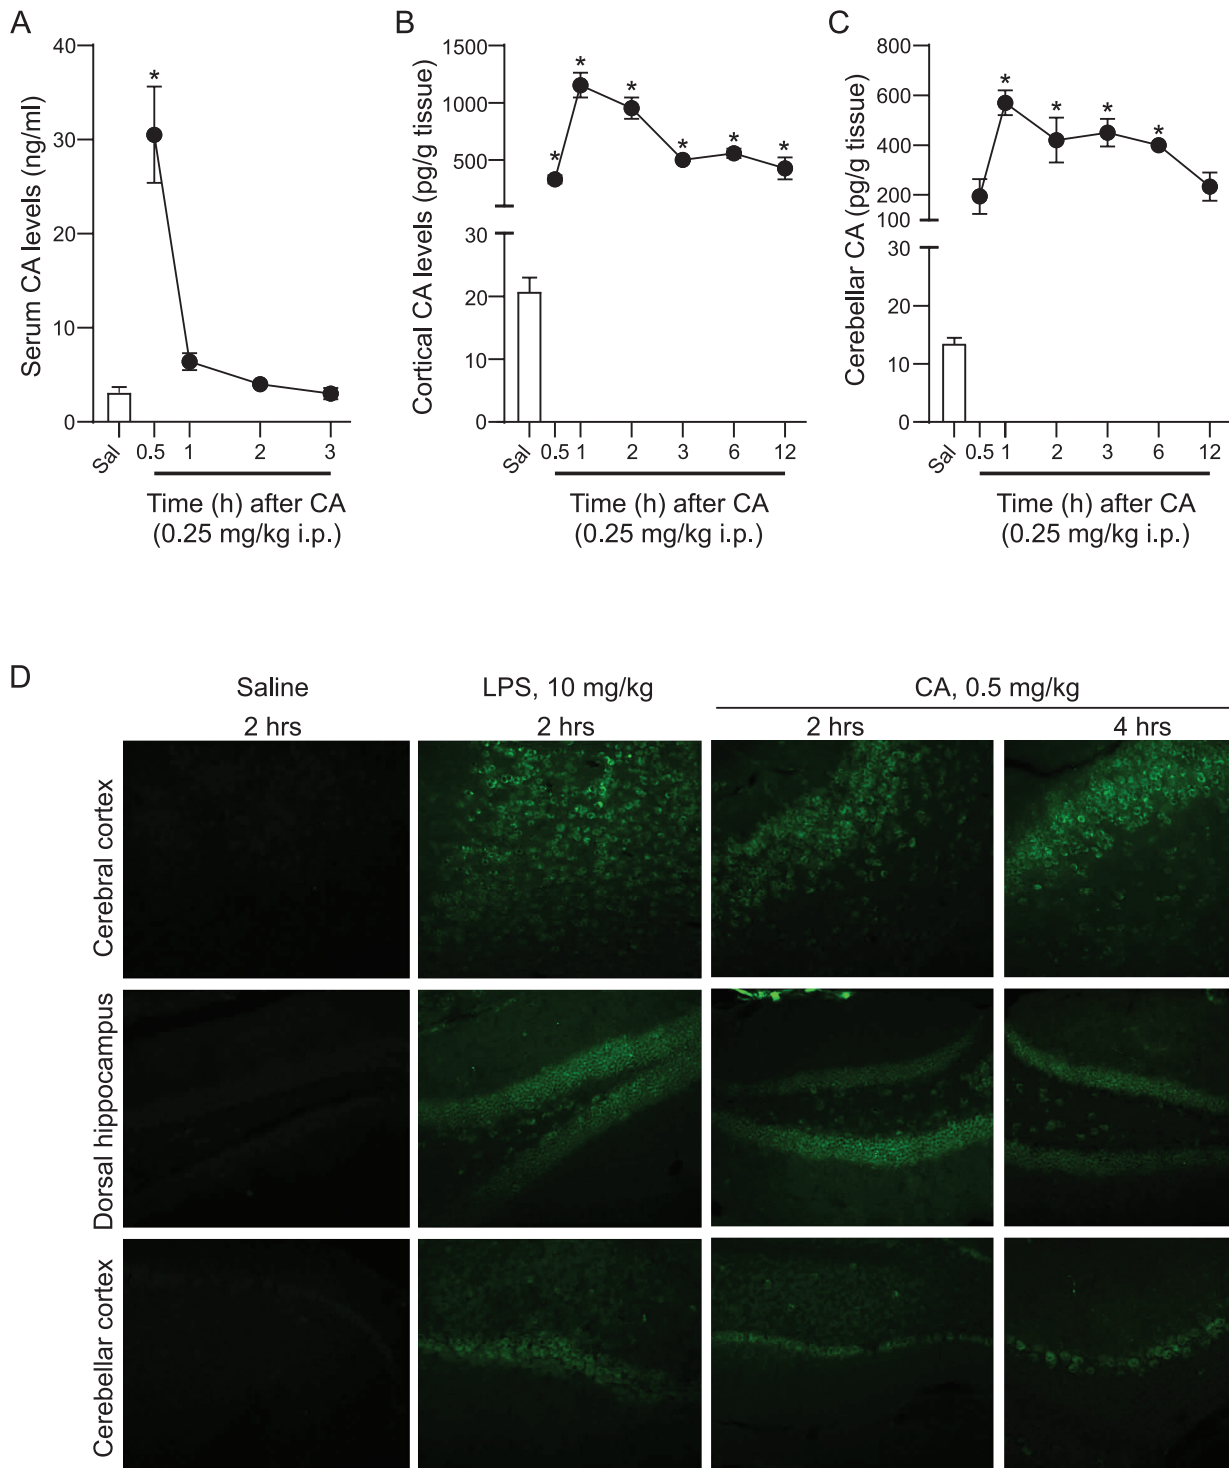 A
B
C
Serum CA levels (ng/ml)
40
30
20
10
0
*
Sal
0.5
1
2
3
Time (h) after CA
(0.25 mg/kg i.p.)
Cortical CA levels (pg/g tissue)
1500
1000
500
30
20
10
0
* * * * * *
Sal
0.5
1
2
3
6
12
Time (h) after CA
(0.25 mg/kg i.p.)
Cerebellar CA (pg/g tissue)
800
600
400
200
100
30
20
10
0
* * * *
Sal
0.5
1
2
3
6
12
Time (h) after CA
(0.25 mg/kg i.p.)
D
Saline
LPS, 10 mg/kg
CA, 0.5 mg/kg
2 hrs
2 hrs
2 hrs
4 hrs
Cerebral cortex
Dorsal hippocampus
Cerebellar cortex